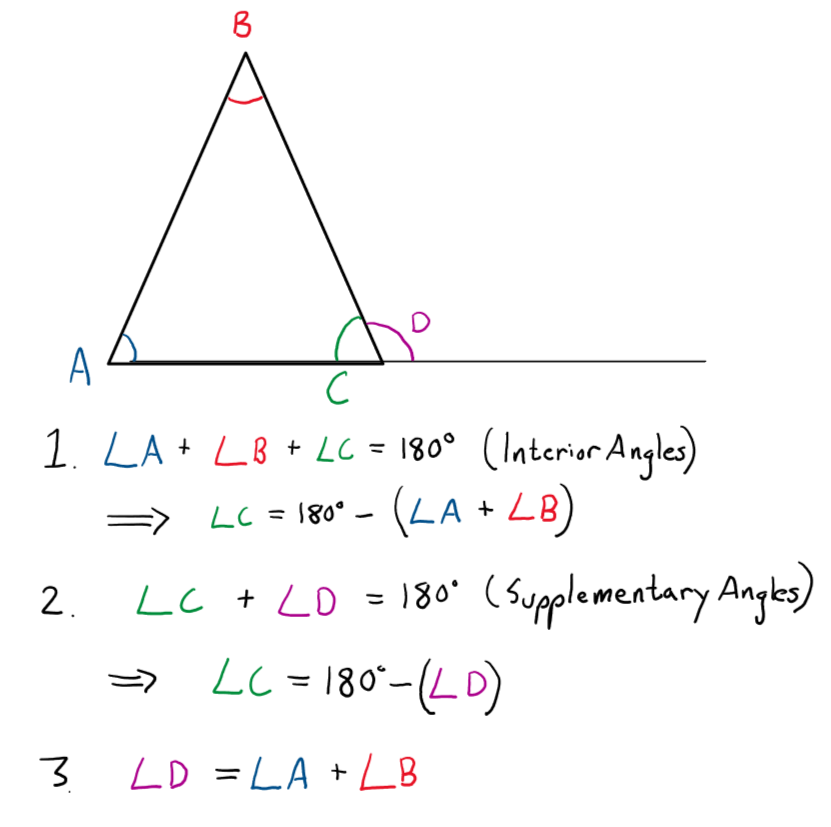 B
D
A
C
1. ∠A + ∠B + ∠C = 180° (Interior Angles)
⟹ ∠C = 180° - (∠A + ∠B)
2. ∠C + ∠D = 180° (Supplementary Angles)
⟹ ∠C = 180° - (∠D)
3. ∠D = ∠A + ∠B